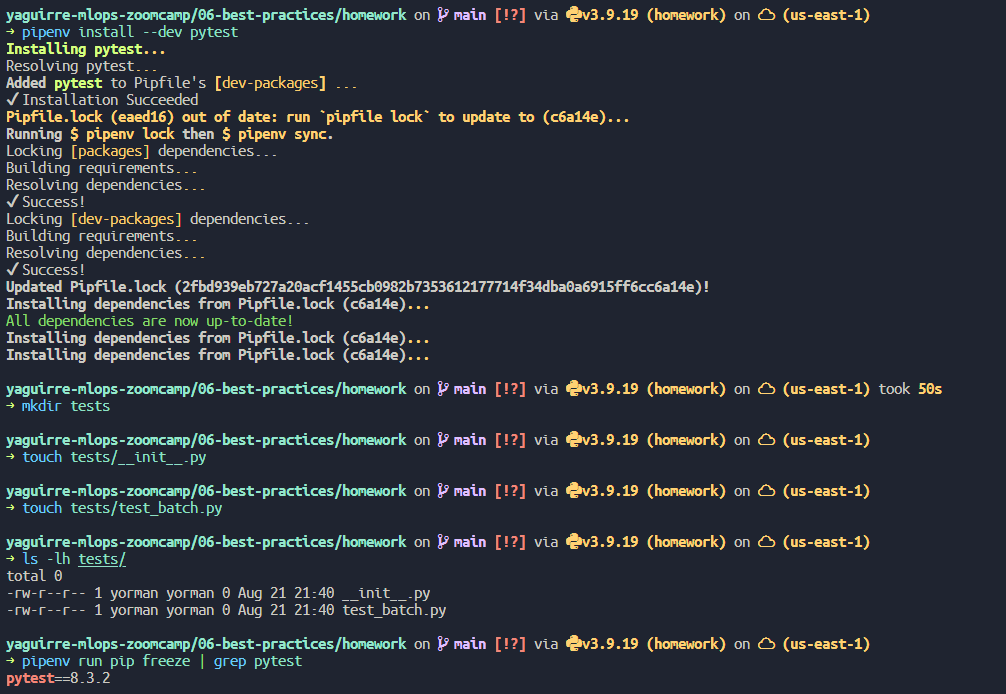 yaguirre-mlops-zoomcamp/06-best-practices/homework on main [!?] via v3.9.19 (homework) on (us-east-1)
→ pipenv install --dev pytest
Installing pytest...
Resolving pytest...
Added pytest to Pipfile's [dev-packages] ...
✔ Installation Succeeded
Pipfile.lock (eaed16) out of date: run `pipfile lock` to update to (c6a14e)...
Running $ pipenv lock then $ pipenv sync.
Locking [packages] dependencies...
Building requirements...
Resolving dependencies...
✔ Success!
Locking [dev-packages] dependencies...
Building requirements...
Resolving dependencies...
✔ Success!
Updated Pipfile.lock (2fbd939eb727a20acf1455cb0982b7353612177714f34dba0a6915ff6cc6a14e)!
Installing dependencies from Pipfile.lock (c6a14e)...
All dependencies are now up-to-date!
Installing dependencies from Pipfile.lock (c6a14e)...
Installing dependencies from Pipfile.lock (c6a14e)...
yaguirre-mlops-zoomcamp/06-best-practices/homework on main [!?] via v3.9.19 (homework) on (us-east-1) took 50s
→ mkdir tests
yaguirre-mlops-zoomcamp/06-best-practices/homework on main [!?] via v3.9.19 (homework) on (us-east-1)
→ touch tests/__init__.py
yaguirre-mlops-zoomcamp/06-best-practices/homework on main [!?] via v3.9.19 (homework) on (us-east-1)
→ touch tests/test_batch.py
yaguirre-mlops-zoomcamp/06-best-practices/homework on main [!?] via v3.9.19 (homework) on (us-east-1)
→ ls -lh tests/
total 0
-rw-r--r-- 1 yorman yorman 0 Aug 21 21:40 __init__.py
-rw-r--r-- 1 yorman yorman 0 Aug 21 21:40 test_batch.py
yaguirre-mlops-zoomcamp/06-best-practices/homework on main [!?] via v3.9.19 (homework) on (us-east-1)
→ pipenv run pip freeze | grep pytest
pytest==8.3.2